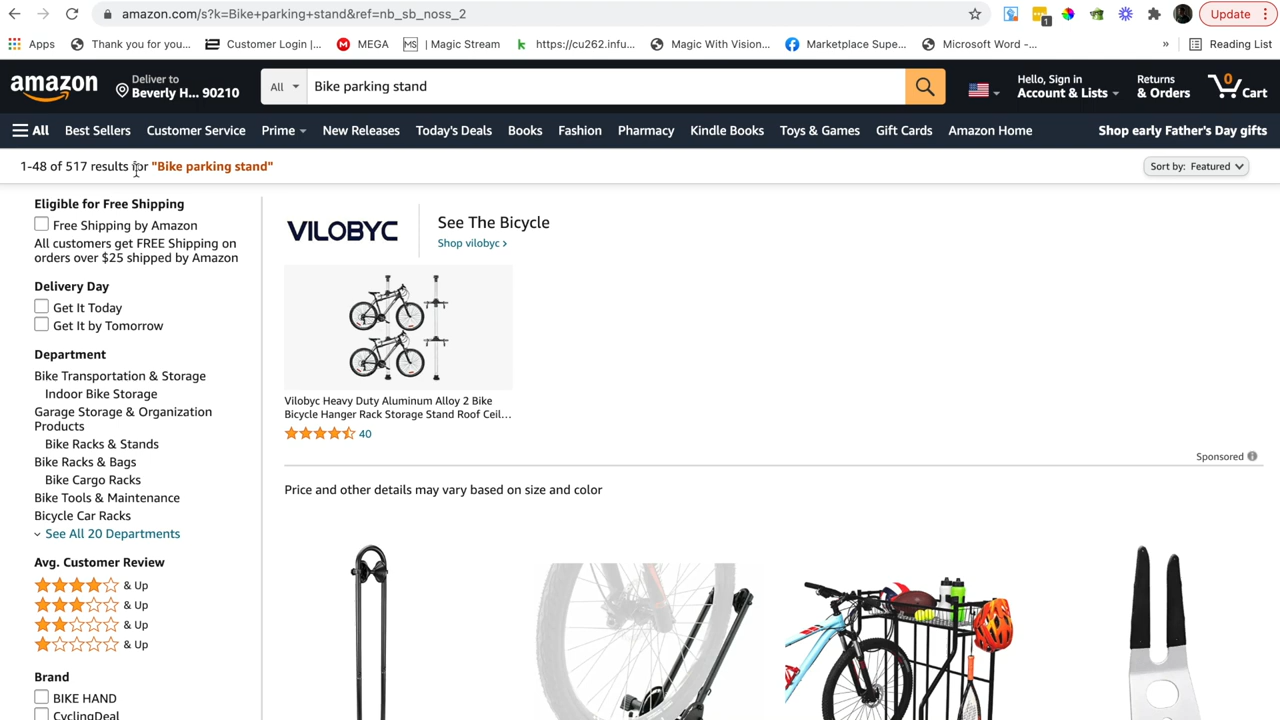 amazon.com/s?k=Bike+parking+stand&ref=nb_sb_noss_2
1
Update
Apps
Thank you for you...
Customer Login |...
MEGA
MS | Magic Stream
https://cu262.infu...
Magic With Vision...
Marketplace Supe...
Microsoft Word -...
»
Reading List
amazon
Deliver to
Beverly H... 90210
All
Bike parking stand
Hello, Sign in
Account & Lists
Returns
& Orders
0
Cart
All
Best Sellers
Customer Service
Prime
New Releases
Today's Deals
Books
Fashion
Pharmacy
Kindle Books
Toys & Games
Gift Cards
Amazon Home
Shop early Father's Day gifts
1-48 of 517 results for "Bike parking stand"
Sort by: Featured
Eligible for Free Shipping
Free Shipping by Amazon
All customers get FREE Shipping on
orders over $25 shipped by Amazon
Delivery Day
Get It Today
Get It by Tomorrow
Department
Bike Transportation & Storage
Indoor Bike Storage
Garage Storage & Organization
Products
Bike Racks & Stands
Bike Racks & Bags
Bike Cargo Racks
Bike Tools & Maintenance
Bicycle Car Racks
See All 20 Departments
Avg. Customer Review
& Up
& Up
& Up
& Up
Brand
BIKE HAND
CyclingDeal
VILOBYC
See The Bicycle
Shop vilobyc ›
Vilobyc Heavy Duty Aluminum Alloy 2 Bike
Bicycle Hanger Rack Storage Stand Roof Ceil...
40
Sponsored
Price and other details may vary based on size and color